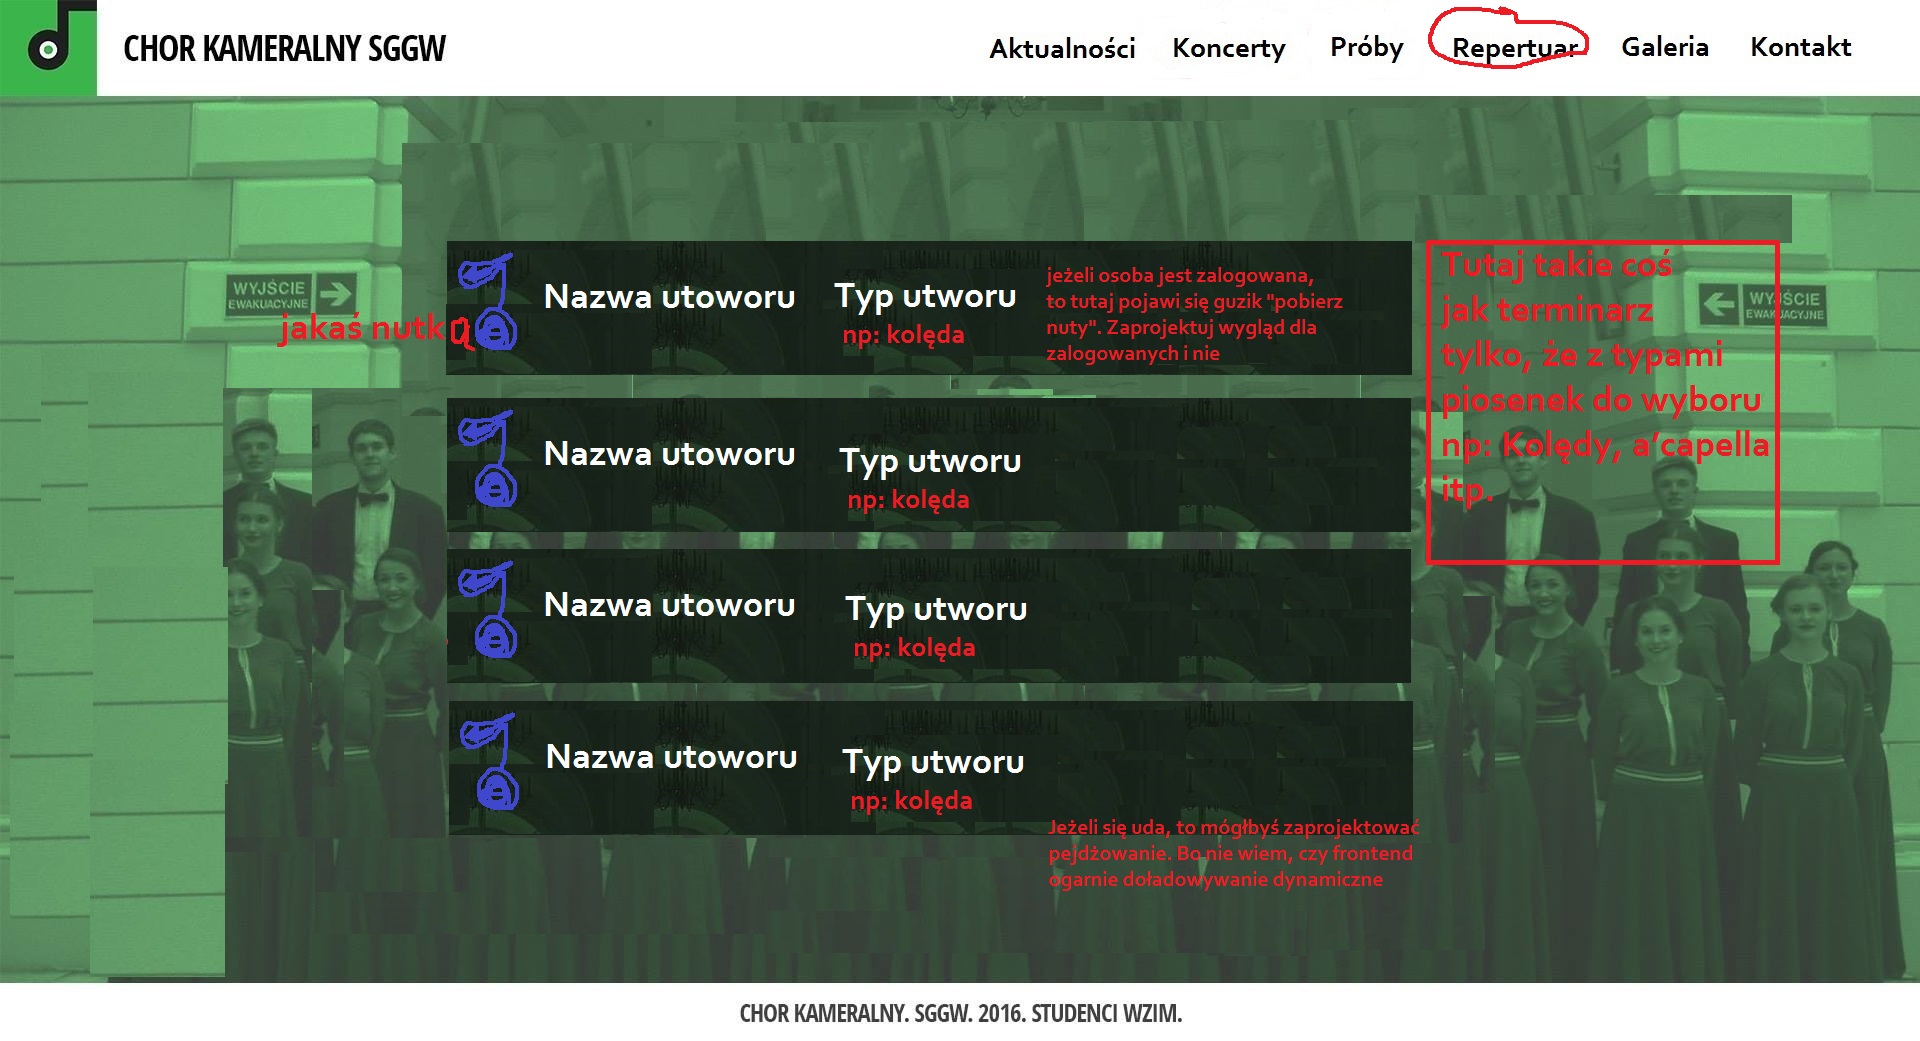 CHOR KAMERALNY SGGW
Aktualności Koncerty Próby Repertuar Galeria Kontakt
WYJŚCIE
EWAKUACYJNE
WYJŚCIE
EWAKUACYJNE
jakaś nutka
Nazwa utoworu
Typ utworu
np: kolęda
jeżeli osoba jest zalogowana,
to tutaj pojawi się guzik "pobierz
nuty". Zaprojektuj wygląd dla
zalogowanych i nie
Tutaj takie coś
jak terminarz
tylko, że z typami
piosenek do wyboru
np: Kolędy, a'capella
itp.
Nazwa utoworu
Typ utworu
np: kolęda
Nazwa utoworu
Typ utworu
np: kolęda
Nazwa utoworu
Typ utworu
np: kolęda
Jeżeli się uda, to mógłbyś zaprojektować
pejdżowanie. Bo nie wiem, czy frontend
ogarnie doładowywanie dynamiczne
CHOR KAMERALNY. SGGW. 2016. STUDENCI WZIM.